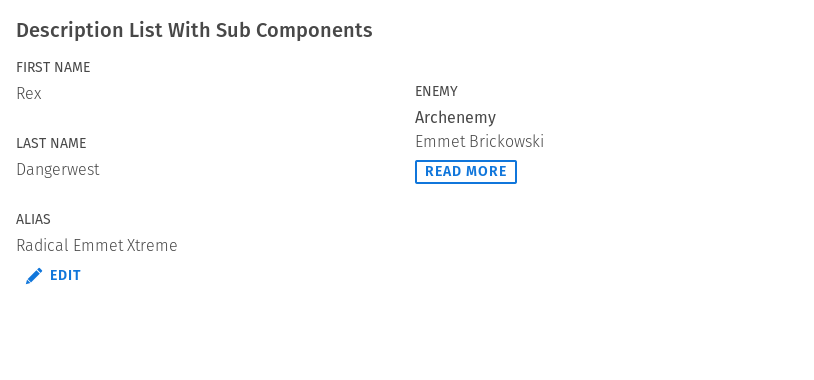 Description List With Sub Components
FIRST NAME
Rex
LAST NAME
Dangerwest
ALIAS
Radical Emmet Xtreme
EDIT
ENEMY
Archenemy
Emmet Brickowski
READ MORE